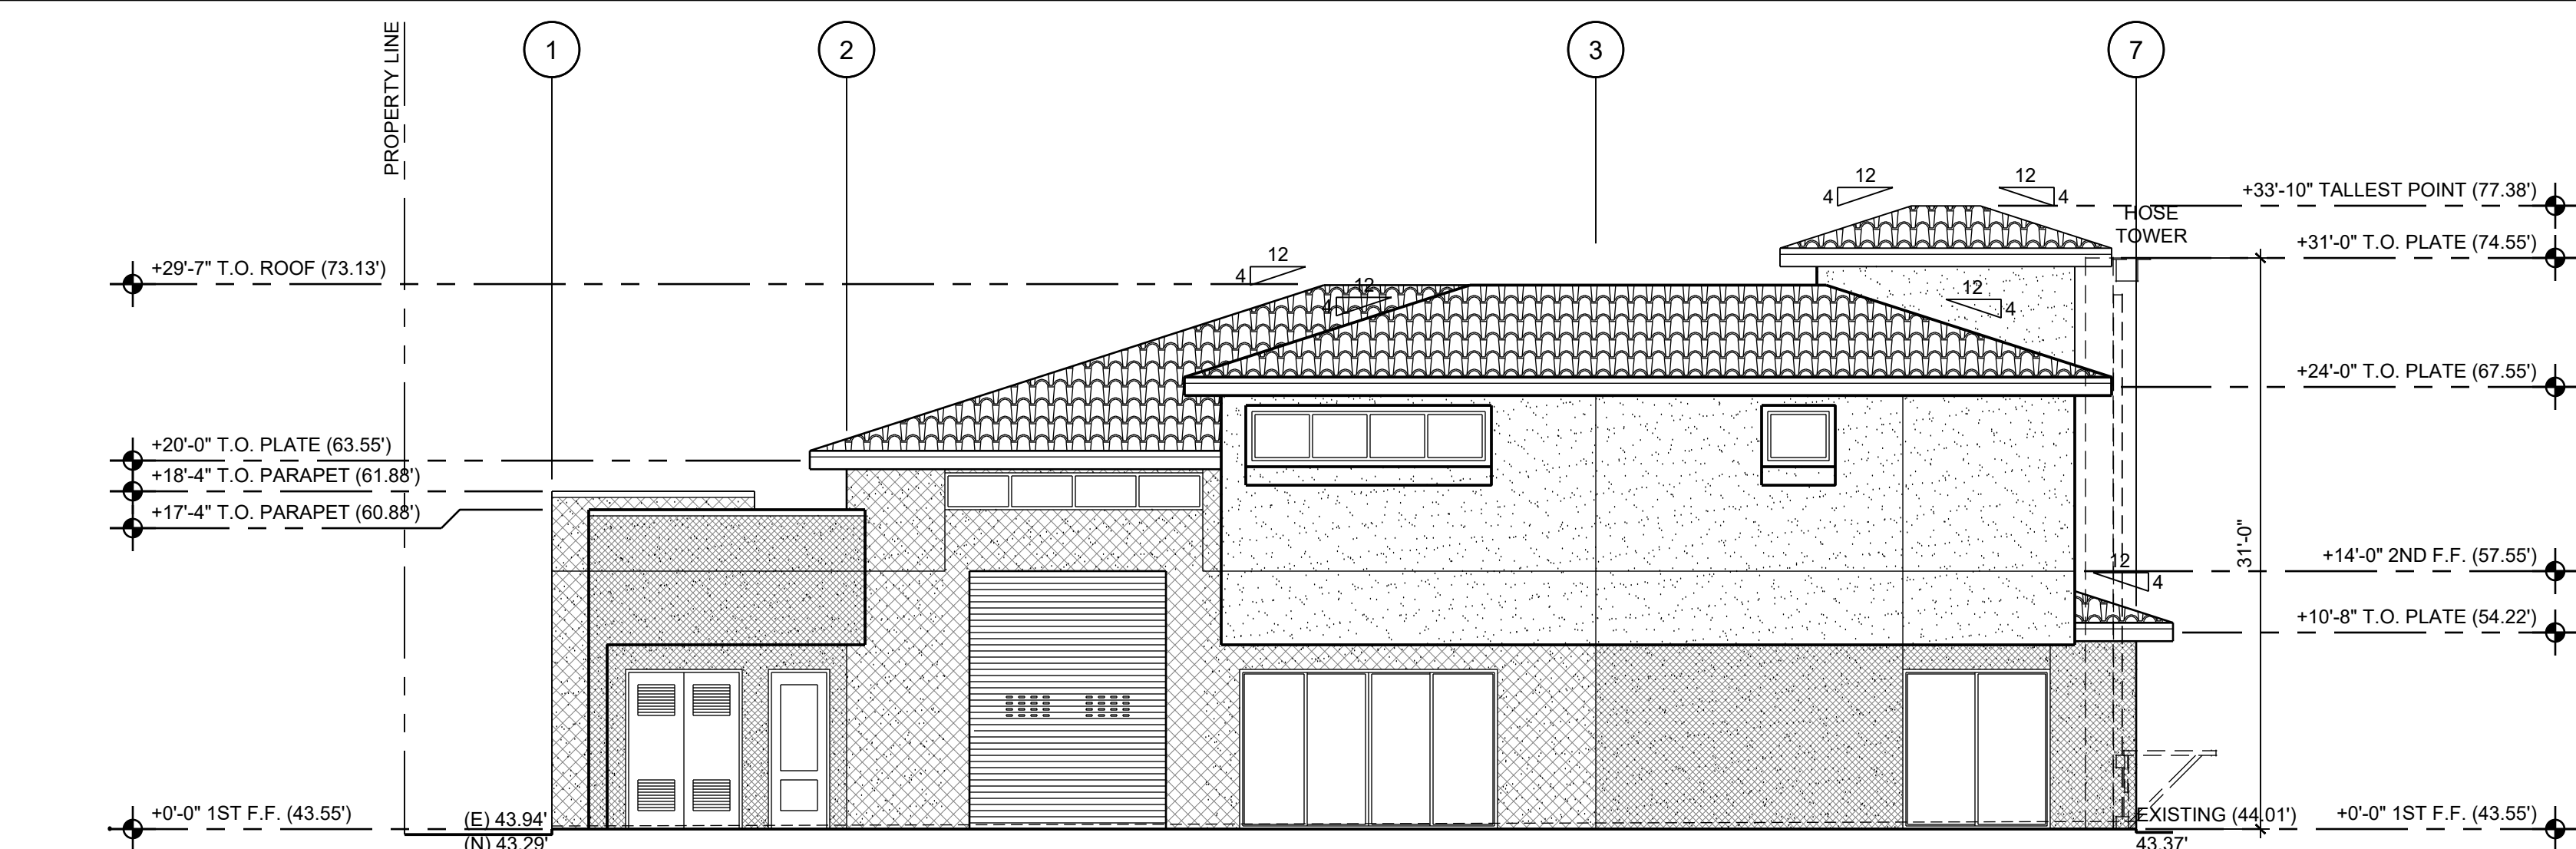 PROPERTY LINE
1
2
3
7
12
4
12
4
+33'-10" TALLEST POINT (77.38')
HOSE
TOWER
+31'-0" T.O. PLATE (74.55')
+29'-7" T.O. ROOF (73.13')
12
4
12
4
12
4
+24'-0" T.O. PLATE (67.55')
+20'-0" T.O. PLATE (63.55')
+18'-4" T.O. PARAPET (61.88')
+17'-4" T.O. PARAPET (60.88')
31'-0"
+14'-0" 2ND F.F. (57.55')
12
4
+10'-8" T.O. PLATE (54.22')
+0'-0" 1ST F.F. (43.55')
(E) 43.94'
(N) 43.29'
EXISTING (44.01')
43.37'
+0'-0" 1ST F.F. (43.55')